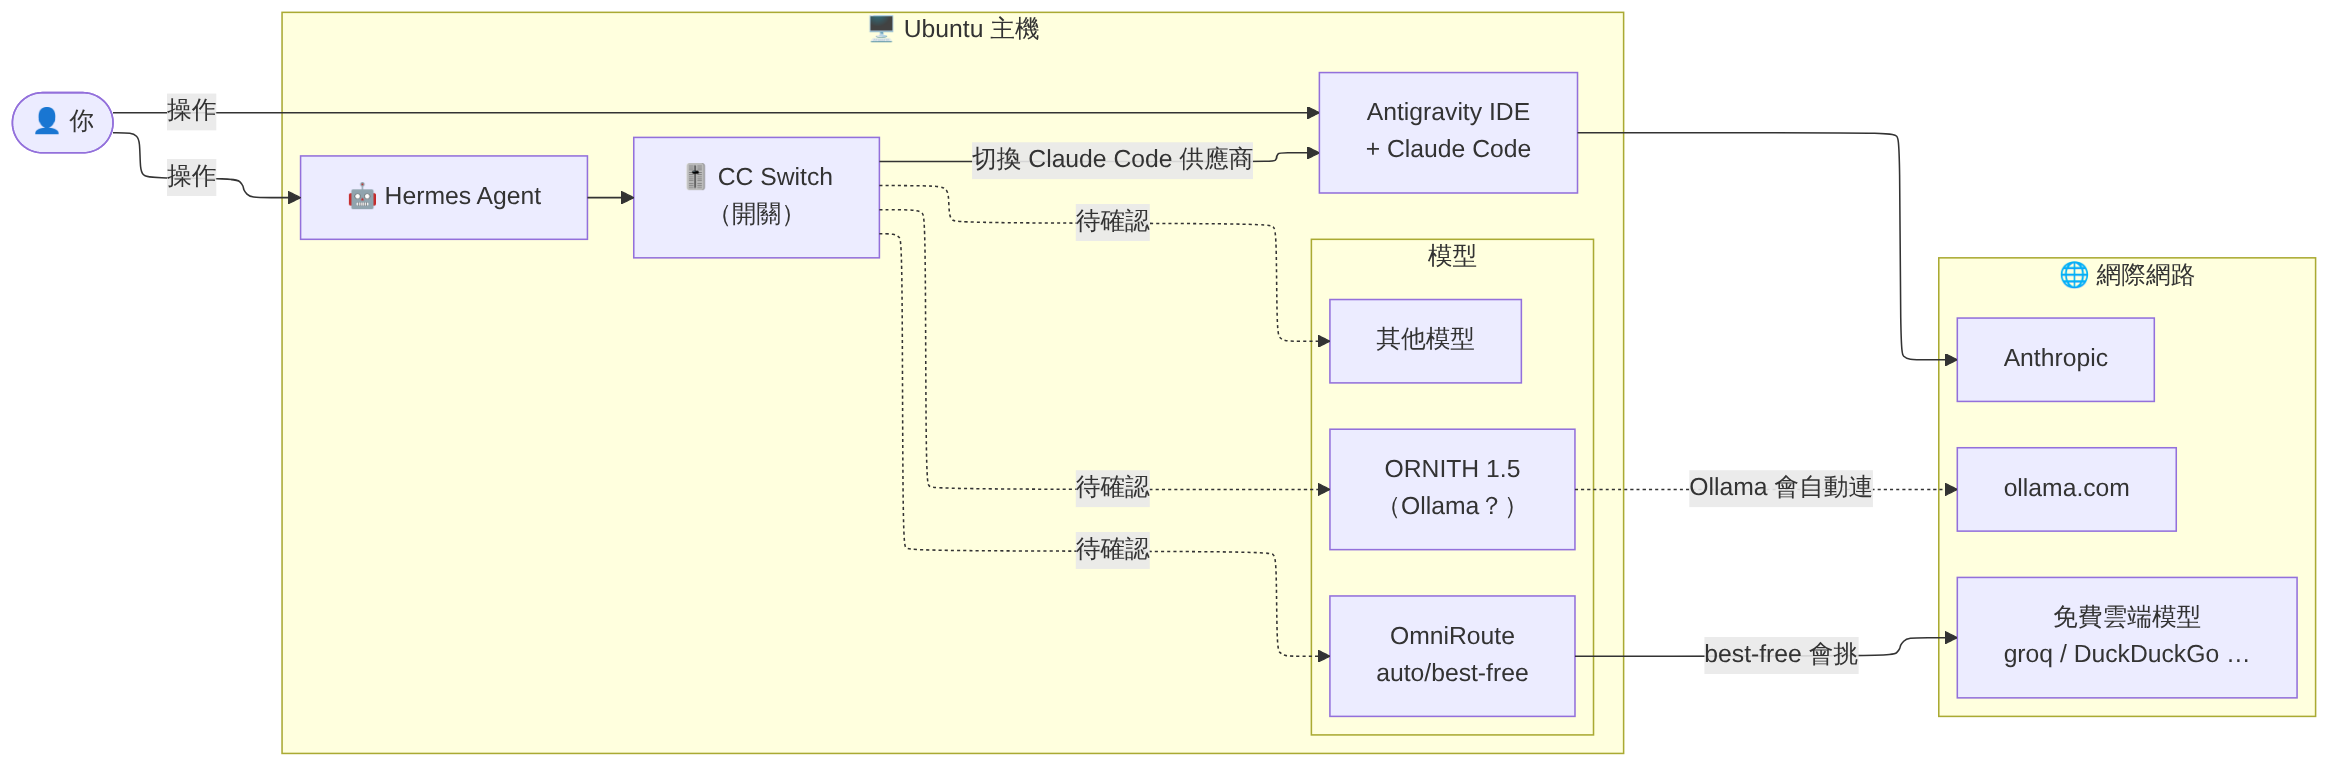 🖥️ Ubuntu 主機
👤 你
操作
操作
🤖 Hermes Agent
🎚️ CC Switch
（開關）
切換 Claude Code 供應商
待確認
待確認
待確認
Antigravity IDE
+ Claude Code
模型
其他模型
ORNITH 1.5
（Ollama？）
OmniRoute
auto/best-free
Ollama 會自動連
best-free 會挑
🌐 網際網路
Anthropic
ollama.com
免費雲端模型
groq / DuckDuckGo …